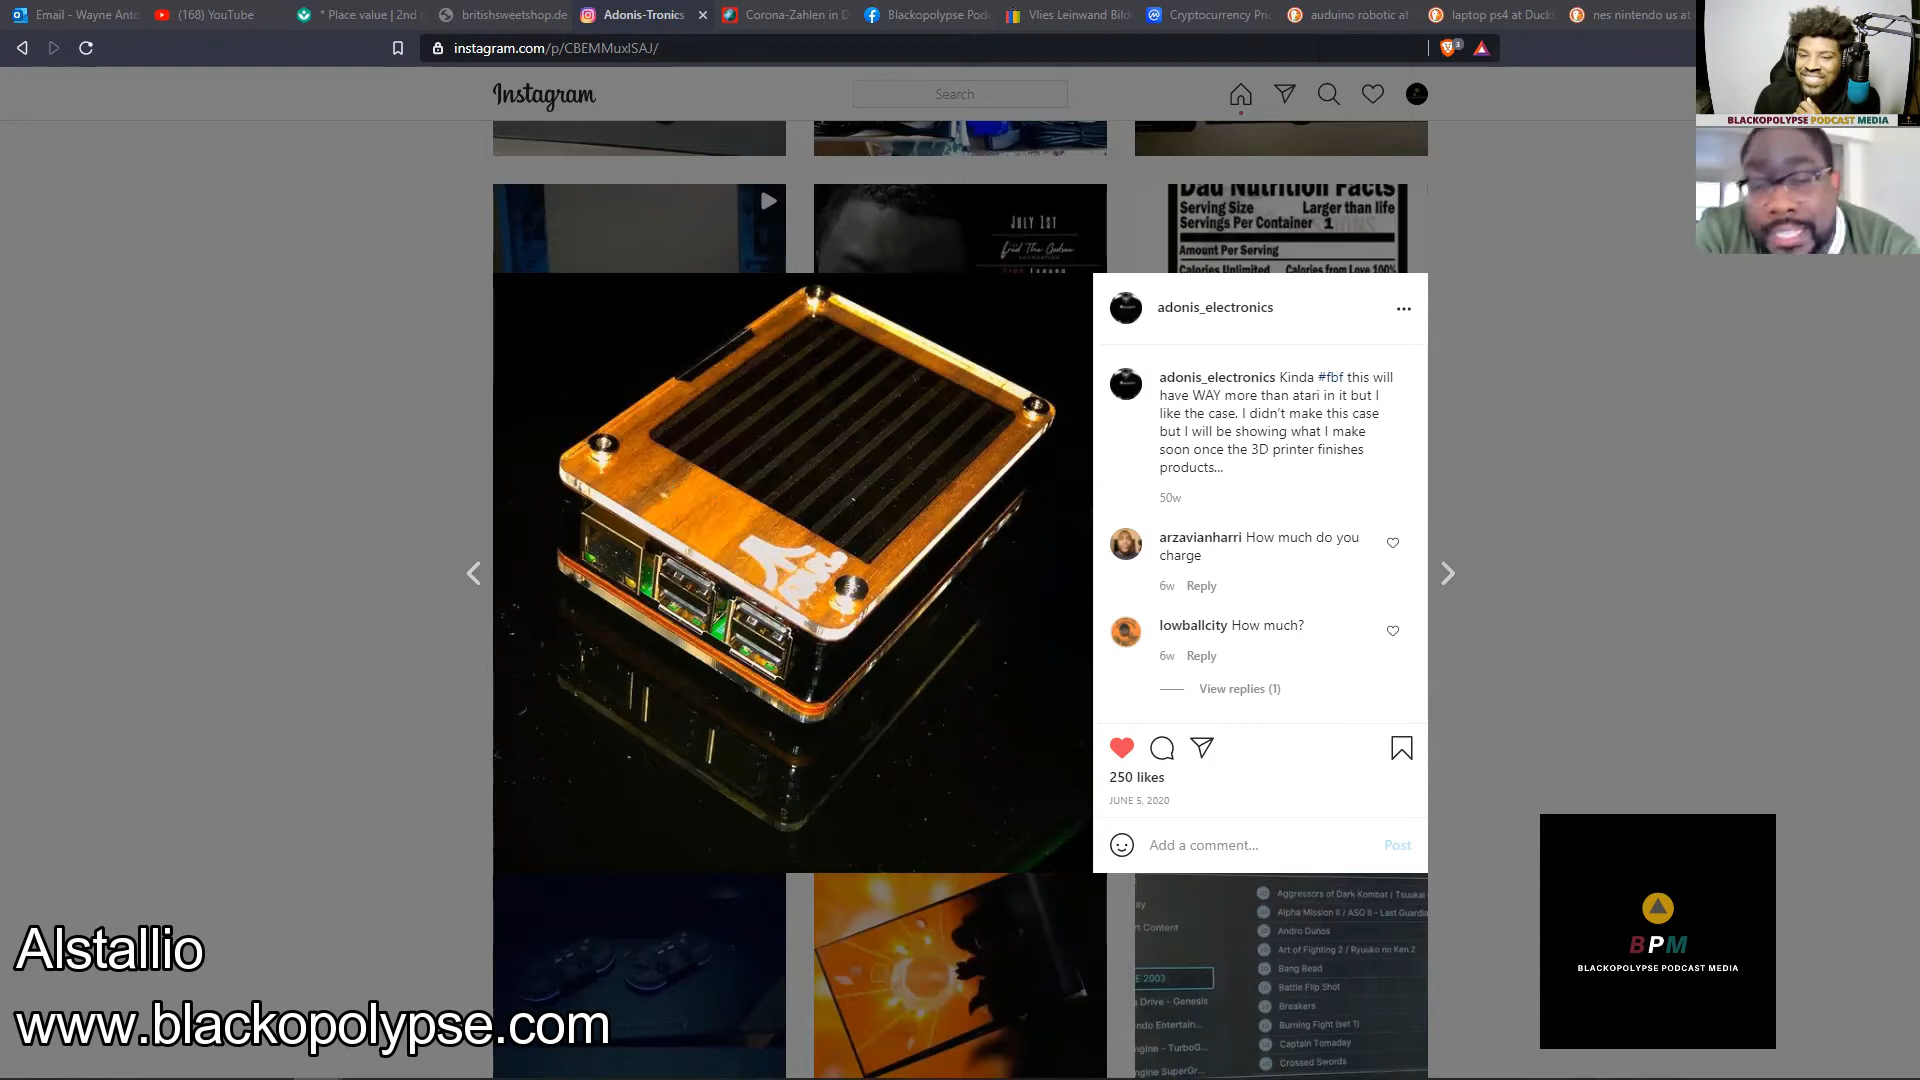 Email - Wayne Anto
(168) YouTube
* Place value | 2nd
britishsweetshop.de
Adonis-Tronics
Corona-Zahlen in D
Blackopolypse Pod
Vlies Leinwand Bild
Cryptocurrency Pri
auduino robotic at
laptop ps4 at Duck
nes nintendo us at
instagram.com/p/CBEMMuxlSAJ/
3
Instagram
Search
BLACKOPOLYPSE PODCAST MEDIA
JULY 1ST
Dad Nutrition Facts
Serving Size Larger than life
Servings Per Container 1
Amount Per Serving
Calories Unlimited Calories from Love 100%
adonis_electronics
adonis_electronics Kinda #fbf this will
have WAY more than atari in it but I
like the case. I didn't make this case
but I will be showing what I make
soon once the 3D printer finishes
products...
50w
arzavianharri How much do you
charge
6w Reply
lowballcity How much?
6w Reply
View replies (1)
250 likes
JUNE 5, 2020
Add a comment...
Post
ay
rt Content
E 2003
a Drive - Genesis
ndo Entertain...
ngine - TurboG...
ngine SuperGr...
Aggressors of Dark Kombat / Tsuukai
Alpha Mission II / ASO II - Last Guardia
Andro Dunos
Art of Fighting 2 / Ryuuko no Ken 2
Bang Bead
Battle Flip Shot
Breakers
Burning Fight (set 1)
Captain Tomaday
Crossed Swords
Alstallio
www.blackopolypse.com
BPM
BLACKOPOLYPSE PODCAST MEDIA